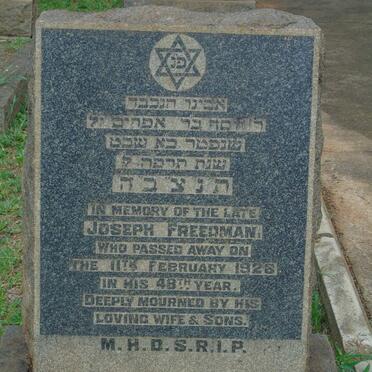 פנ
אבינו הנכבד
ר יוסף בר אפרים זל
שנפטר כא שבט
שנת תרפח ל
ת נ צ ב ה
IN MEMORY OF THE LATE
JOSEPH FREEDMAN.
WHO PASSED AWAY ON
THE 11TH FEBRUARY 1928
IN HIS 48TH YEAR.
DEEPLY MOURNED BY HIS
LOVING WIFE & SONS.
M.H.D.S.R.I.P.